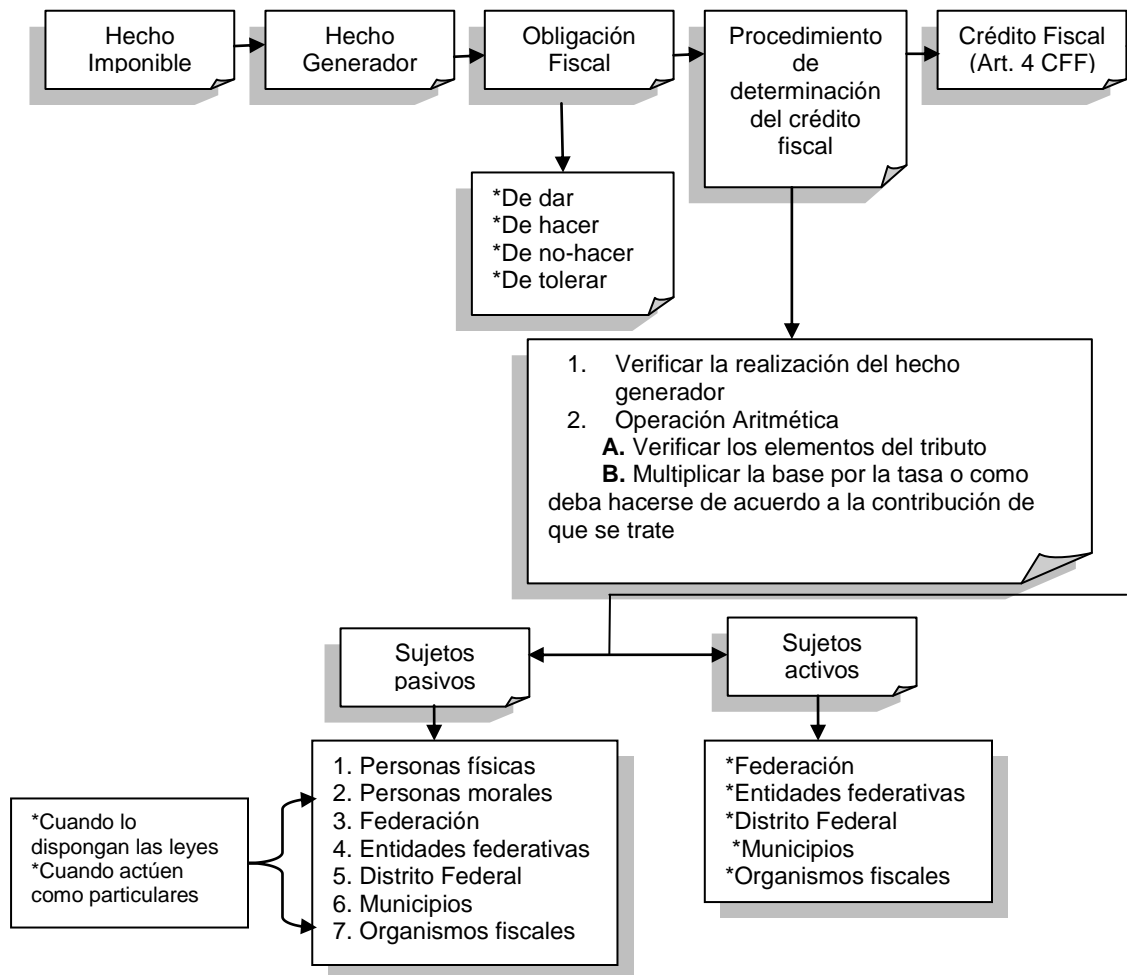 Hecho
Imponible
Hecho
Generador
Obligación
Fiscal
Procedimiento
de
determinación
del crédito
fiscal
Crédito Fiscal
(Art. 4 CFF)
*De dar
*De hacer
*De no-hacer
*De tolerar
1. Verificar la realización del hecho
generador
2. Operación Aritmética
A. Verificar los elementos del tributo
B. Multiplicar la base por la tasa o como
deba hacerse de acuerdo a la contribución de
que se trate
Sujetos
pasivos
Sujetos
activos
*Cuando lo
dispongan las leyes
*Cuando actúen
como particulares
1. Personas físicas
2. Personas morales
3. Federación
4. Entidades federativas
5. Distrito Federal
6. Municipios
7. Organismos fiscales
*Federación
*Entidades federativas
*Distrito Federal
*Municipios
*Organismos fiscales